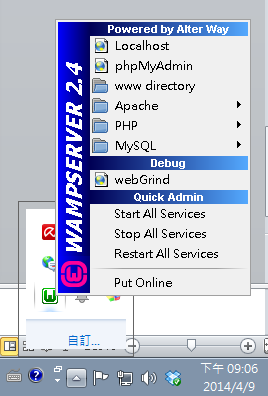 Powered by Alter Way
Localhost
phpMyAdmin
www directory
Apache
PHP
MySQL
Debug
webGrind
Quick Admin
Start All Services
Stop All Services
Restart All Services
Put Online
WAMPSERVER 2.4
自訂...
下午 09:06
2014/4/9